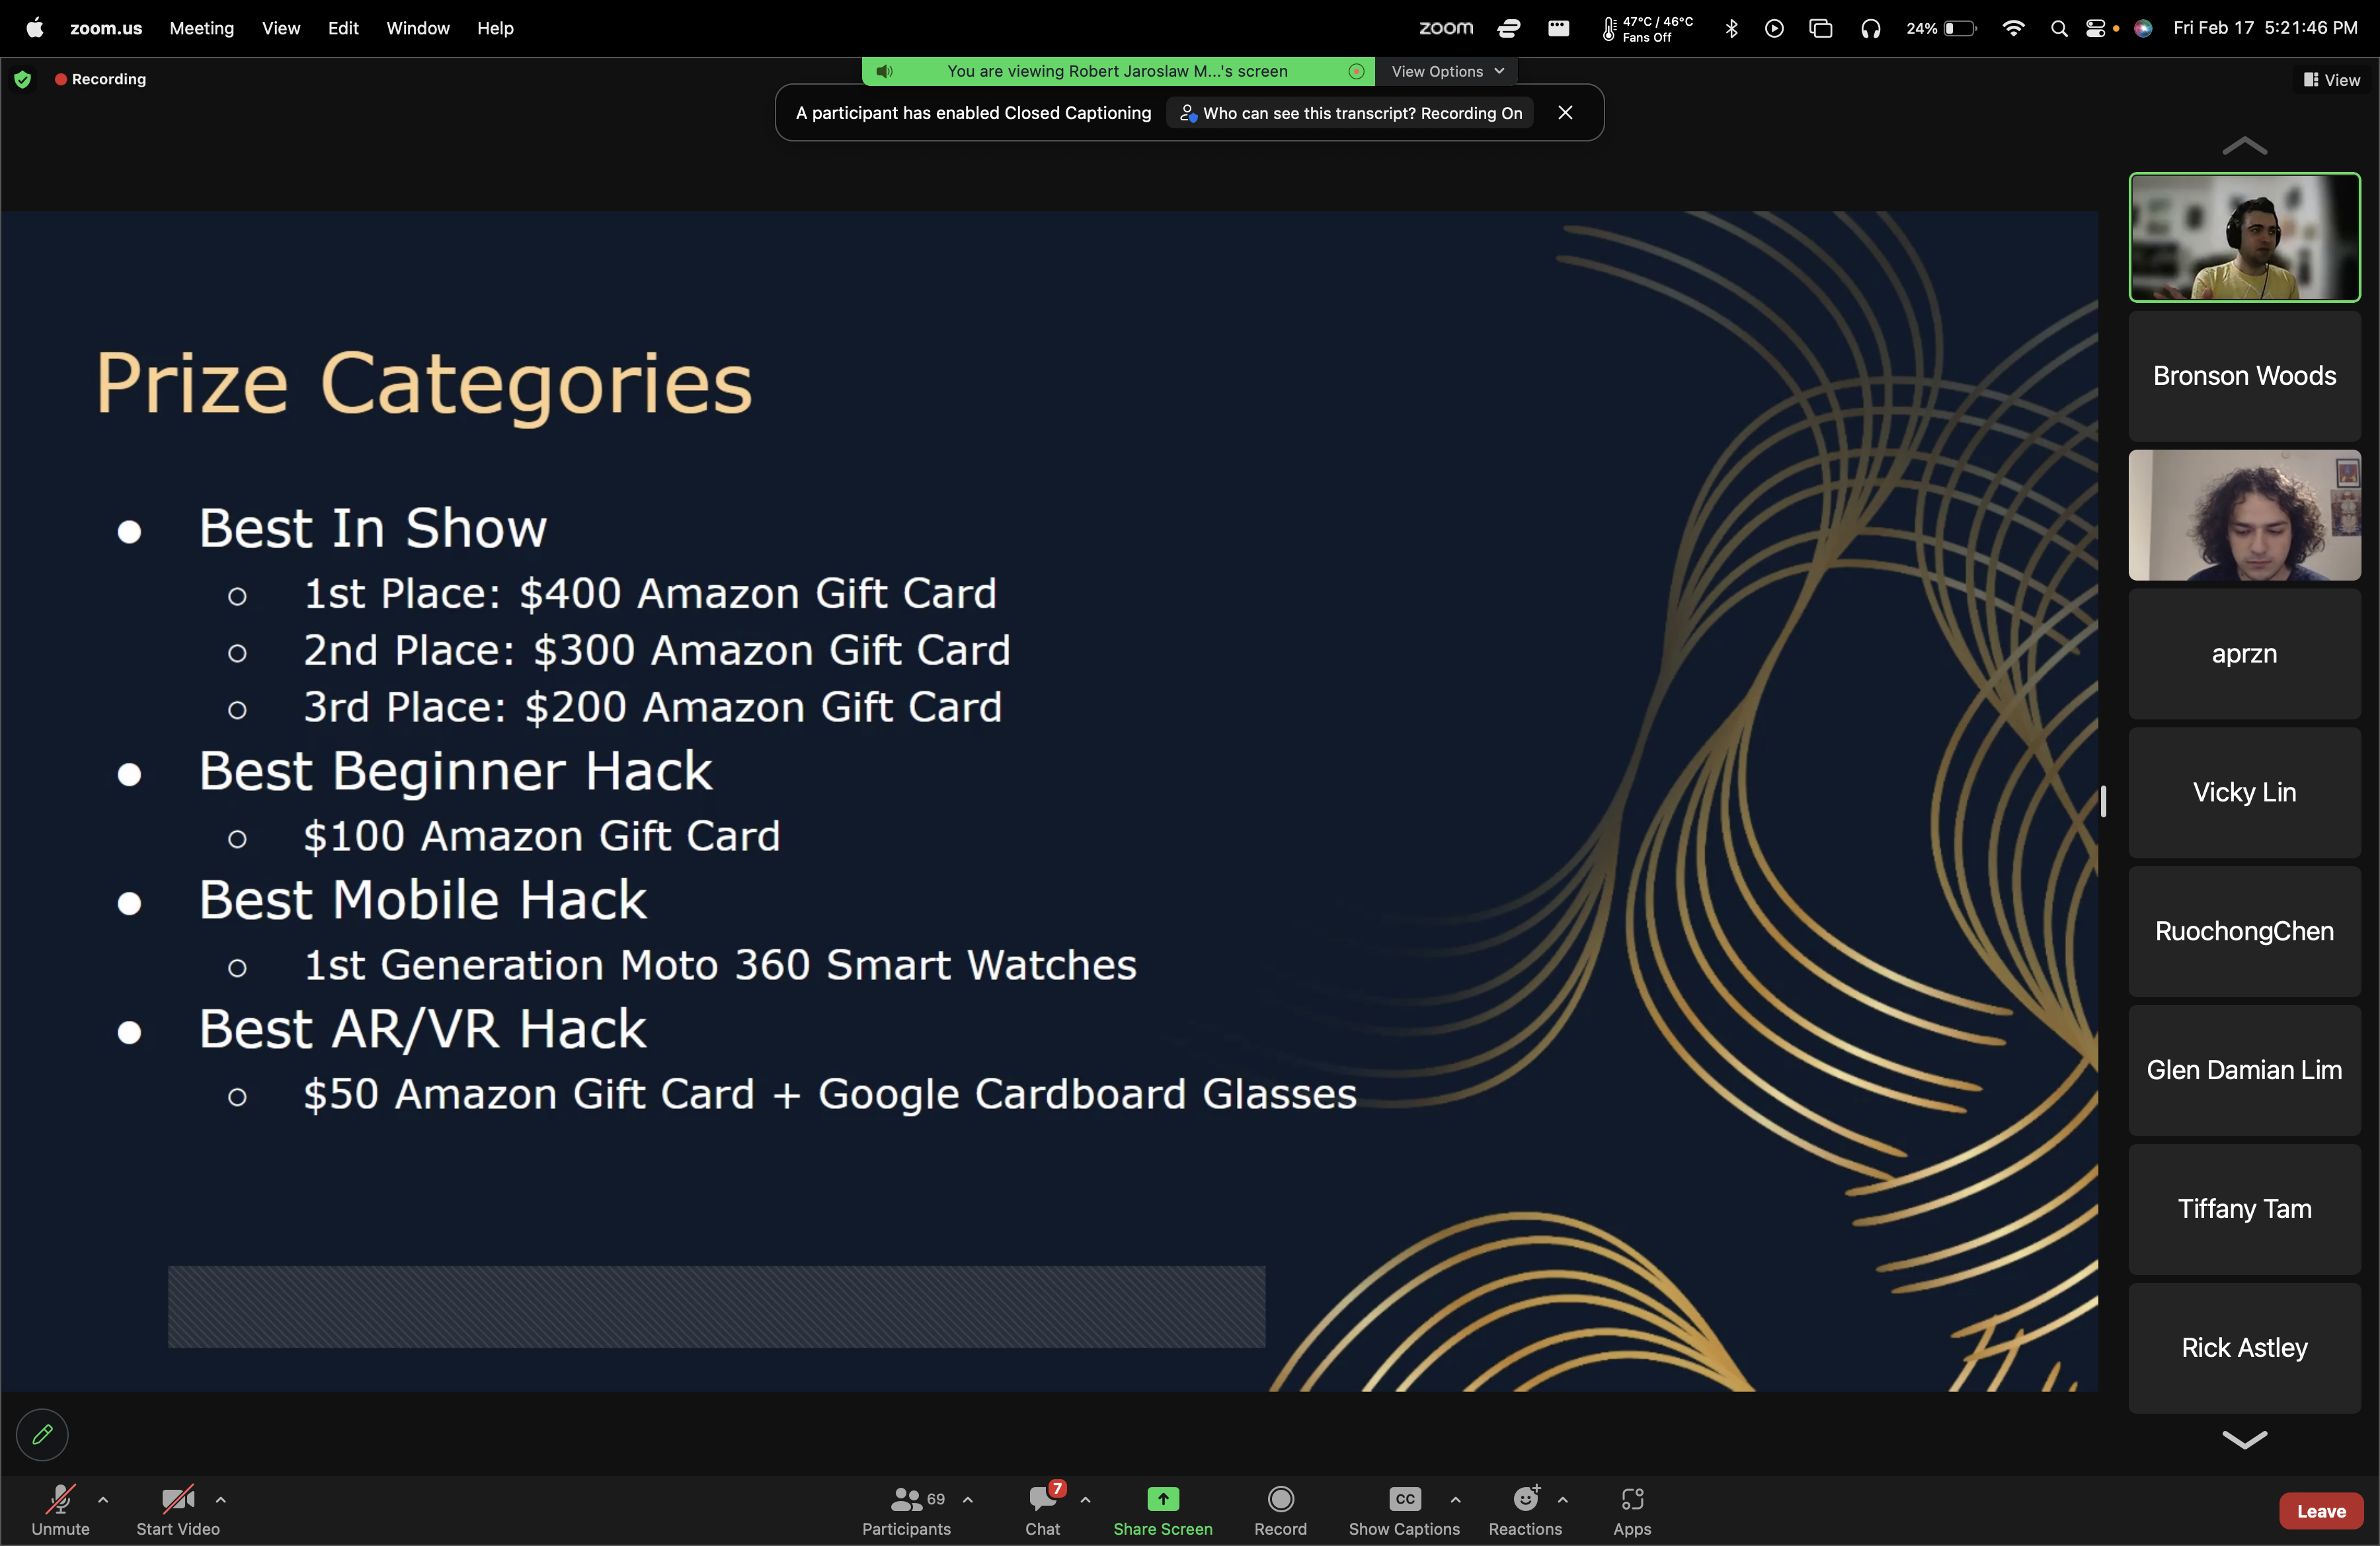 zoom.us Meeting View Edit Window Help
zoom 47°C / 46°C 24% Fri Feb 17 5:21:46 PM
Fans Off
Recording
You are viewing Robert Jaroslaw M...'s screen
View Options
View
A participant has enabled Closed Captioning
Who can see this transcript? Recording On
Prize Categories
● Best In Show
○ 1st Place: $400 Amazon Gift Card
○ 2nd Place: $300 Amazon Gift Card
○ 3rd Place: $200 Amazon Gift Card
● Best Beginner Hack
○ $100 Amazon Gift Card
● Best Mobile Hack
○ 1st Generation Moto 360 Smart Watches
● Best AR/VR Hack
○ $50 Amazon Gift Card + Google Cardboard Glasses
Bronson Woods
aprzn
Vicky Lin
RuochongChen
Glen Damian Lim
Tiffany Tam
Rick Astley
Unmute
Start Video
69
Participants
7
Chat
Share Screen
Record
CC
Show Captions
Reactions
Apps
Leave